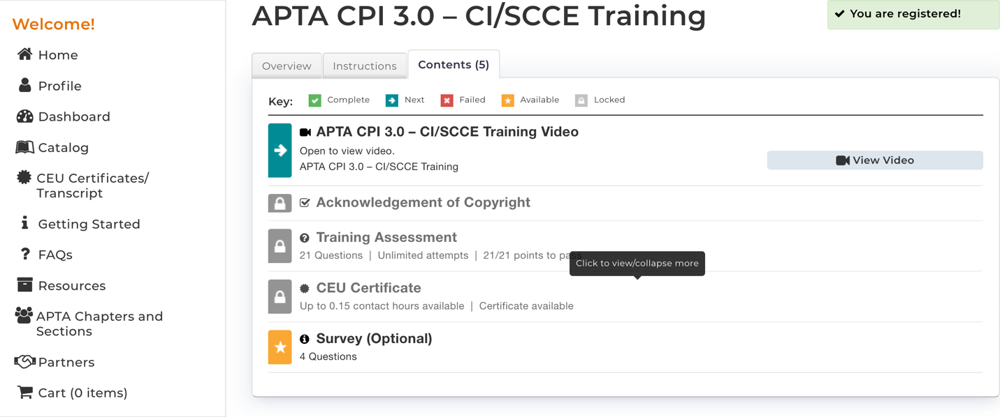 Welcome!
Home
Profile
Dashboard
Catalog
CEU Certificates/
Transcript
Getting Started
FAQs
Resources
APTA Chapters and
Sections
Partners
Cart (0 items)
APTA CPI 3.0 – CI/SCCE Training
You are registered!
Overview
Instructions
Contents (5)
Key: Complete Next Failed Available Locked
APTA CPI 3.0 – CI/SCCE Training Video
Open to view video.
APTA CPI 3.0 – CI/SCCE Training
View Video
Acknowledgement of Copyright
Training Assessment
21 Questions | Unlimited attempts | 21/21 points to pass
Click to view/collapse more
CEU Certificate
Up to 0.15 contact hours available | Certificate available
Survey (Optional)
4 Questions